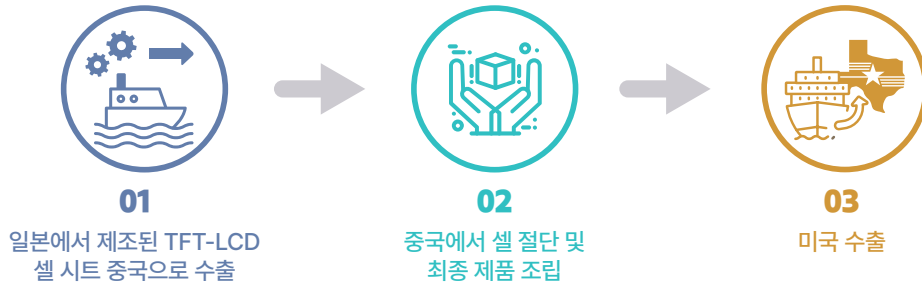 01
일본에서 제조된 TFT-LCD
셀 시트 중국으로 수출
02
중국에서 셀 절단 및
최종 제품 조립
03
미국 수출